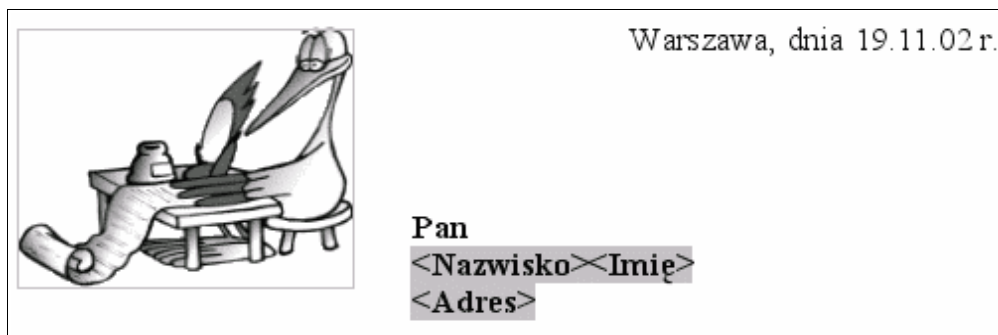 Warszawa, dnia 19.11.02 r.
Pan
<Nazwisko><Imię>
<Adres>